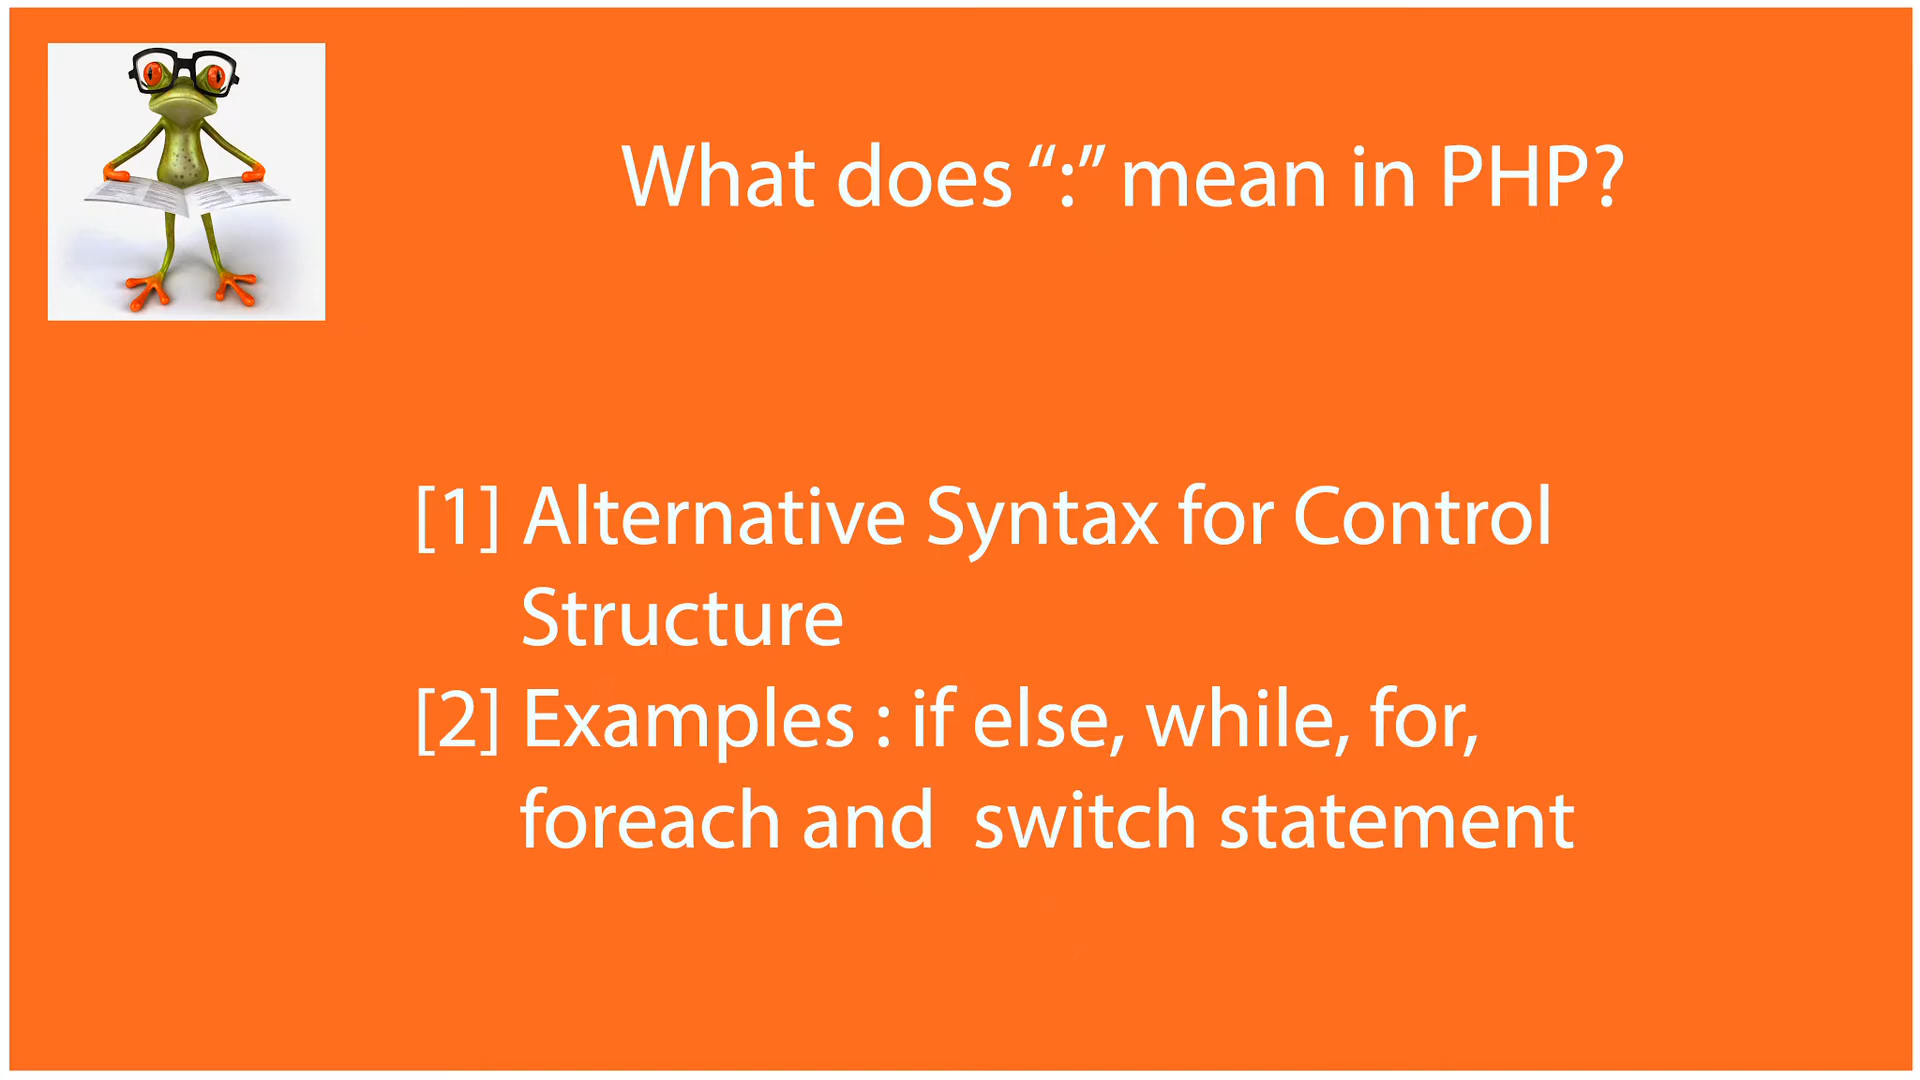 What does “:” mean in PHP?
[1] Alternative Syntax for Control
Structure
[2] Examples : if else, while, for,
foreach and  switch statement